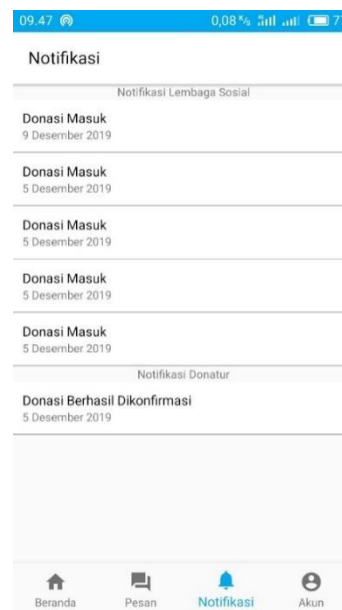 09.47 0,08 K/s 7
Notifikasi
Notifikasi Lembaga Sosial
Donasi Masuk
9 Desember 2019
Donasi Masuk
5 Desember 2019
Donasi Masuk
5 Desember 2019
Donasi Masuk
5 Desember 2019
Donasi Masuk
5 Desember 2019
Notifikasi Donatur
Donasi Berhasil Dikonfirmasi
5 Desember 2019
Beranda Pesan Notifikasi Akun